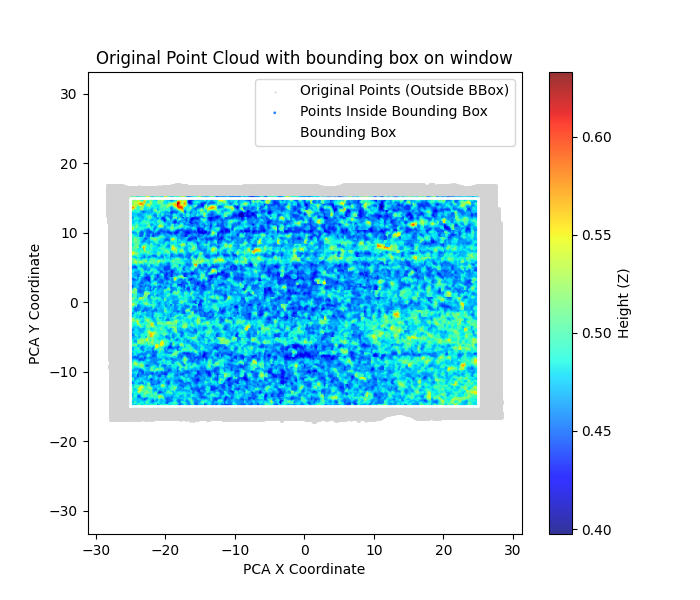 Original Point Cloud with bounding box on window
Original Points (Outside BBox)
Points Inside Bounding Box
Bounding Box
30
20
10
0
−10
−20
−30
PCA Y Coordinate
−30
−20
−10
0
10
20
30
PCA X Coordinate
0.60
0.55
0.50
0.45
0.40
Height (Z)